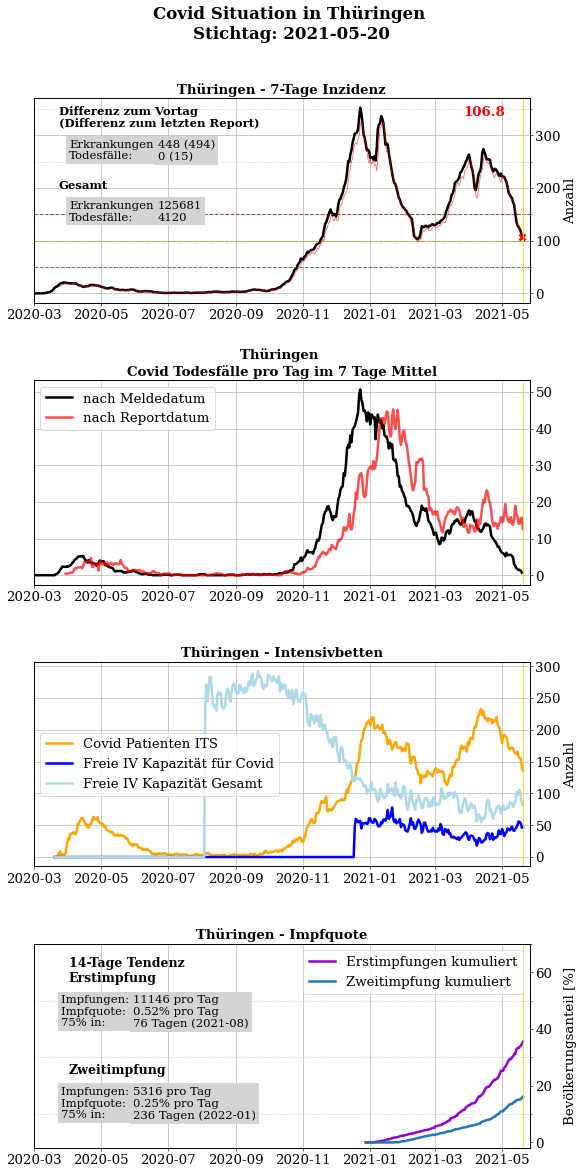 Covid Situation in Thüringen
Stichtag: 2021-05-20
Thüringen - 7-Tage Inzidenz
Differenz zum Vortag
(Differenz zum letzten Report)
Erkrankungen 448 (494)
Todesfälle: 0 (15)
Gesamt
Erkrankungen 125681
Todesfälle: 4120
106.8
300
200
100
0
Anzahl
2020-03 2020-05 2020-07 2020-09 2020-11 2021-01 2021-03 2021-05
Thüringen
Covid Todesfälle pro Tag im 7 Tage Mittel
nach Meldedatum
nach Reportdatum
50
40
30
20
10
0
2020-03 2020-05 2020-07 2020-09 2020-11 2021-01 2021-03 2021-05
Thüringen - Intensivbetten
Covid Patienten ITS
Freie IV Kapazität für Covid
Freie IV Kapazität Gesamt
300
250
200
150
100
50
0
Anzahl
2020-03 2020-05 2020-07 2020-09 2020-11 2021-01 2021-03 2021-05
Thüringen - Impfquote
14-Tage Tendenz
Erstimpfung
Impfungen: 11146 pro Tag
Impfquote: 0.52% pro Tag
75% in: 76 Tagen (2021-08)
Zweitimpfung
Impfungen: 5316 pro Tag
Impfquote: 0.25% pro Tag
75% in: 236 Tagen (2022-01)
Erstimpfungen kumuliert
Zweitimpfung kumuliert
60
40
20
0
Bevölkerungsanteil [%]
2020-03 2020-05 2020-07 2020-09 2020-11 2021-01 2021-03 2021-05